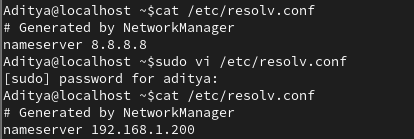 Aditya@localhost ~$cat /etc/resolv.conf
# Generated by NetworkManager
nameserver 8.8.8.8
Aditya@localhost ~$sudo vi /etc/resolv.conf
[sudo] password for aditya:
Aditya@localhost ~$cat /etc/resolv.conf
# Generated by NetworkManager
nameserver 192.168.1.200